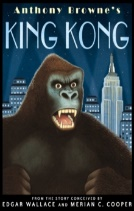 Anthony Browne's
KING KONG
FROM THE STORY CONCEIVED BY
EDGAR WALLACE AND MERIAN C. COOPER